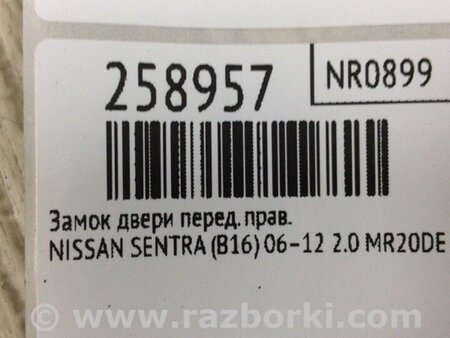 258957
NR0899
Замок двери перед. прав.
NISSAN SENTRA (B16) 06-12 2.0 MR20DE
© www.razborki.com